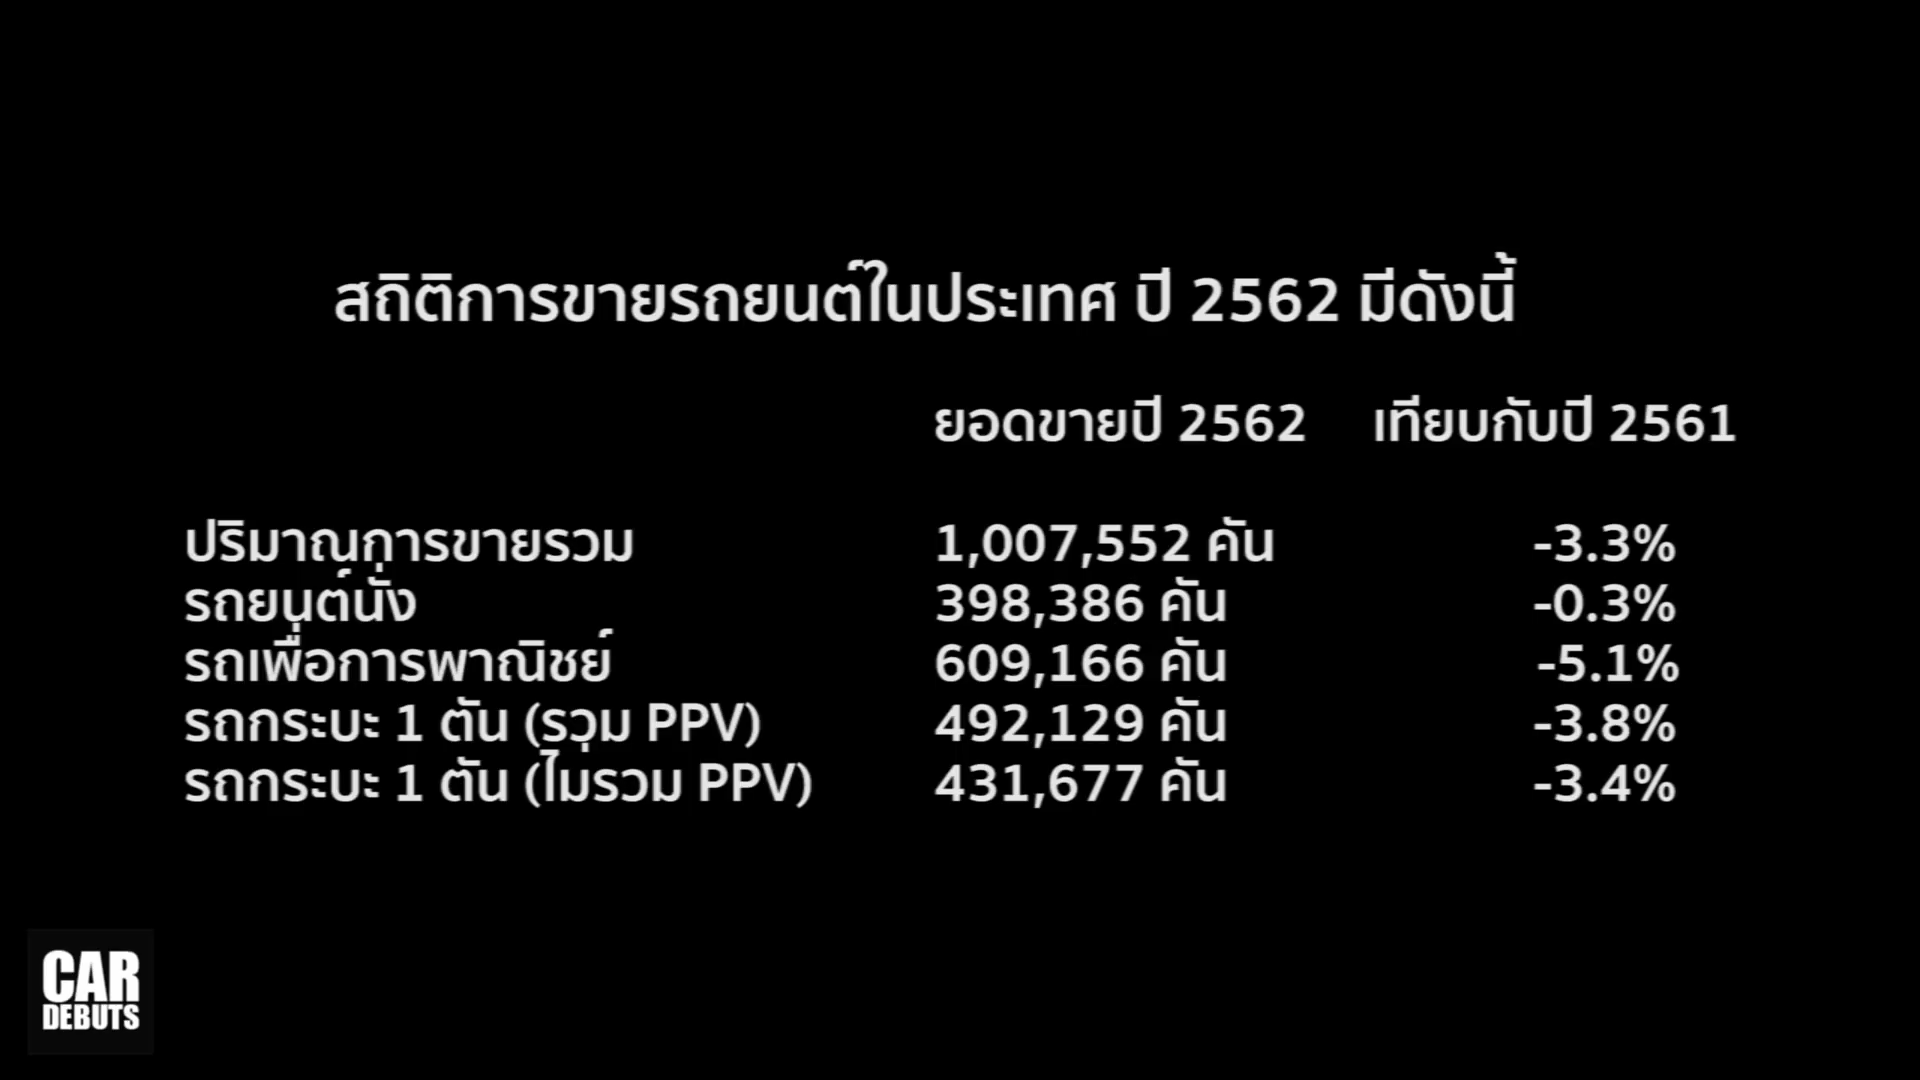 สถิติการขายรถยนต์ในประเทศ ปี 2562 มีดังนี้
ยอดขายปี 2562 เทียบกับปี 2561
ปริมาณการขายรวม 1,007,552 คัน -3.3%
รถยนต์นั่ง 398,386 คัน -0.3%
รถเพื่อการพาณิชย์ 609,166 คัน -5.1%
รถกระบะ 1 ตัน (รวม PPV) 492,129 คัน -3.8%
รถกระบะ 1 ตัน (ไม่รวม PPV) 431,677 คัน -3.4%
CAR
DEBUTS